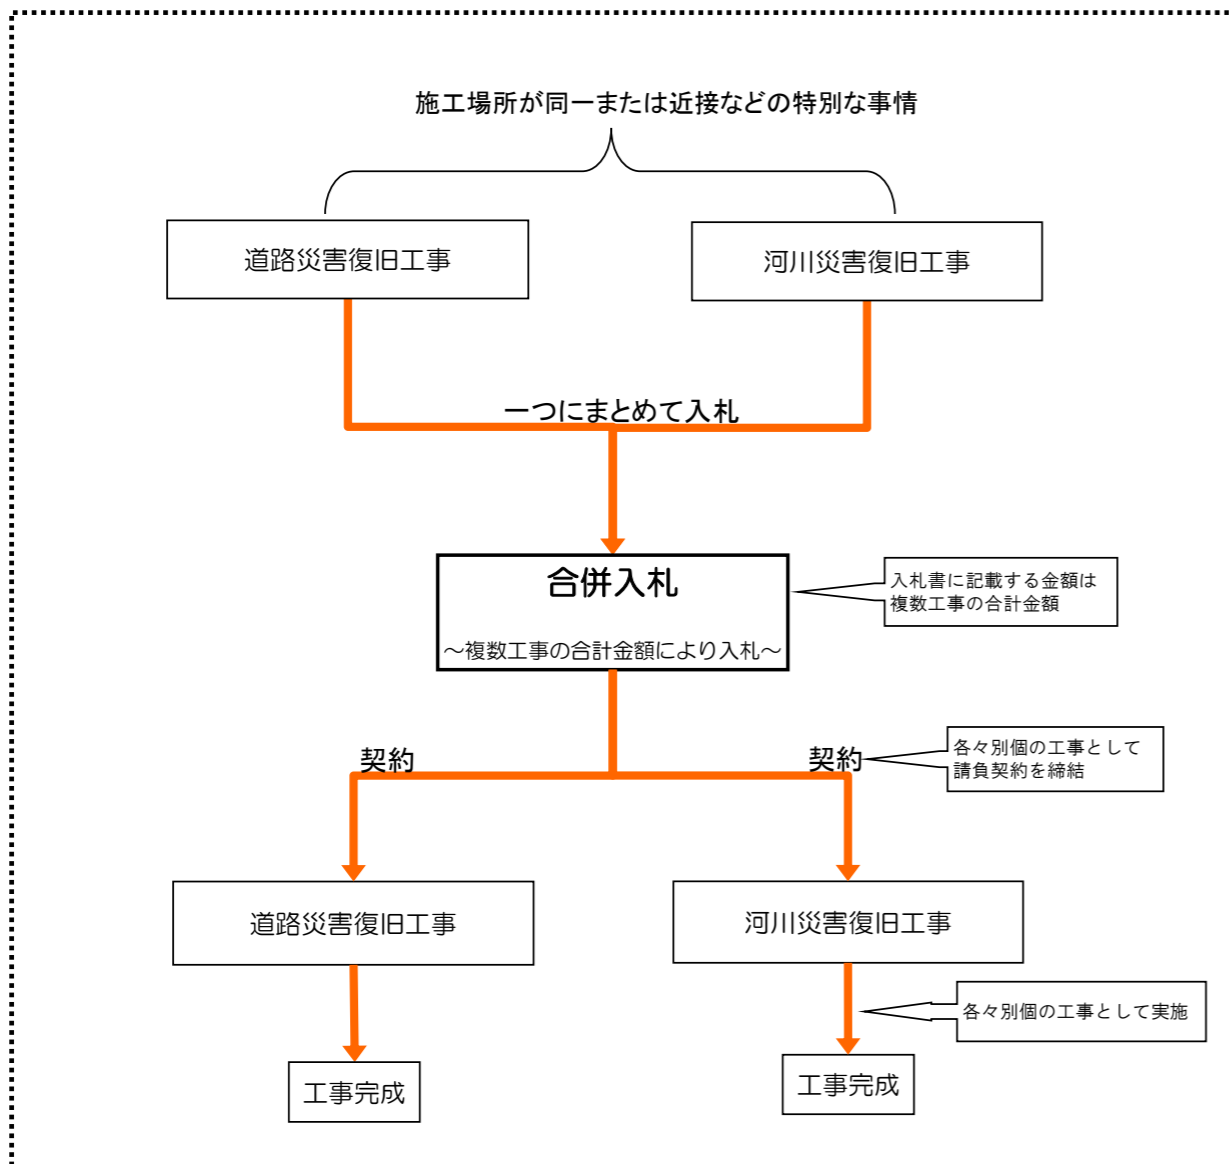 施工場所が同一または近接などの特別な事情
道路災害復旧工事
河川災害復旧工事
一つにまとめて入札
合併入札
～複数工事の合計金額により入札～
入札書に記載する金額は
複数工事の合計金額
契約
契約
各々別個の工事として
請負契約を締結
道路災害復旧工事
河川災害復旧工事
各々別個の工事として実施
工事完成
工事完成